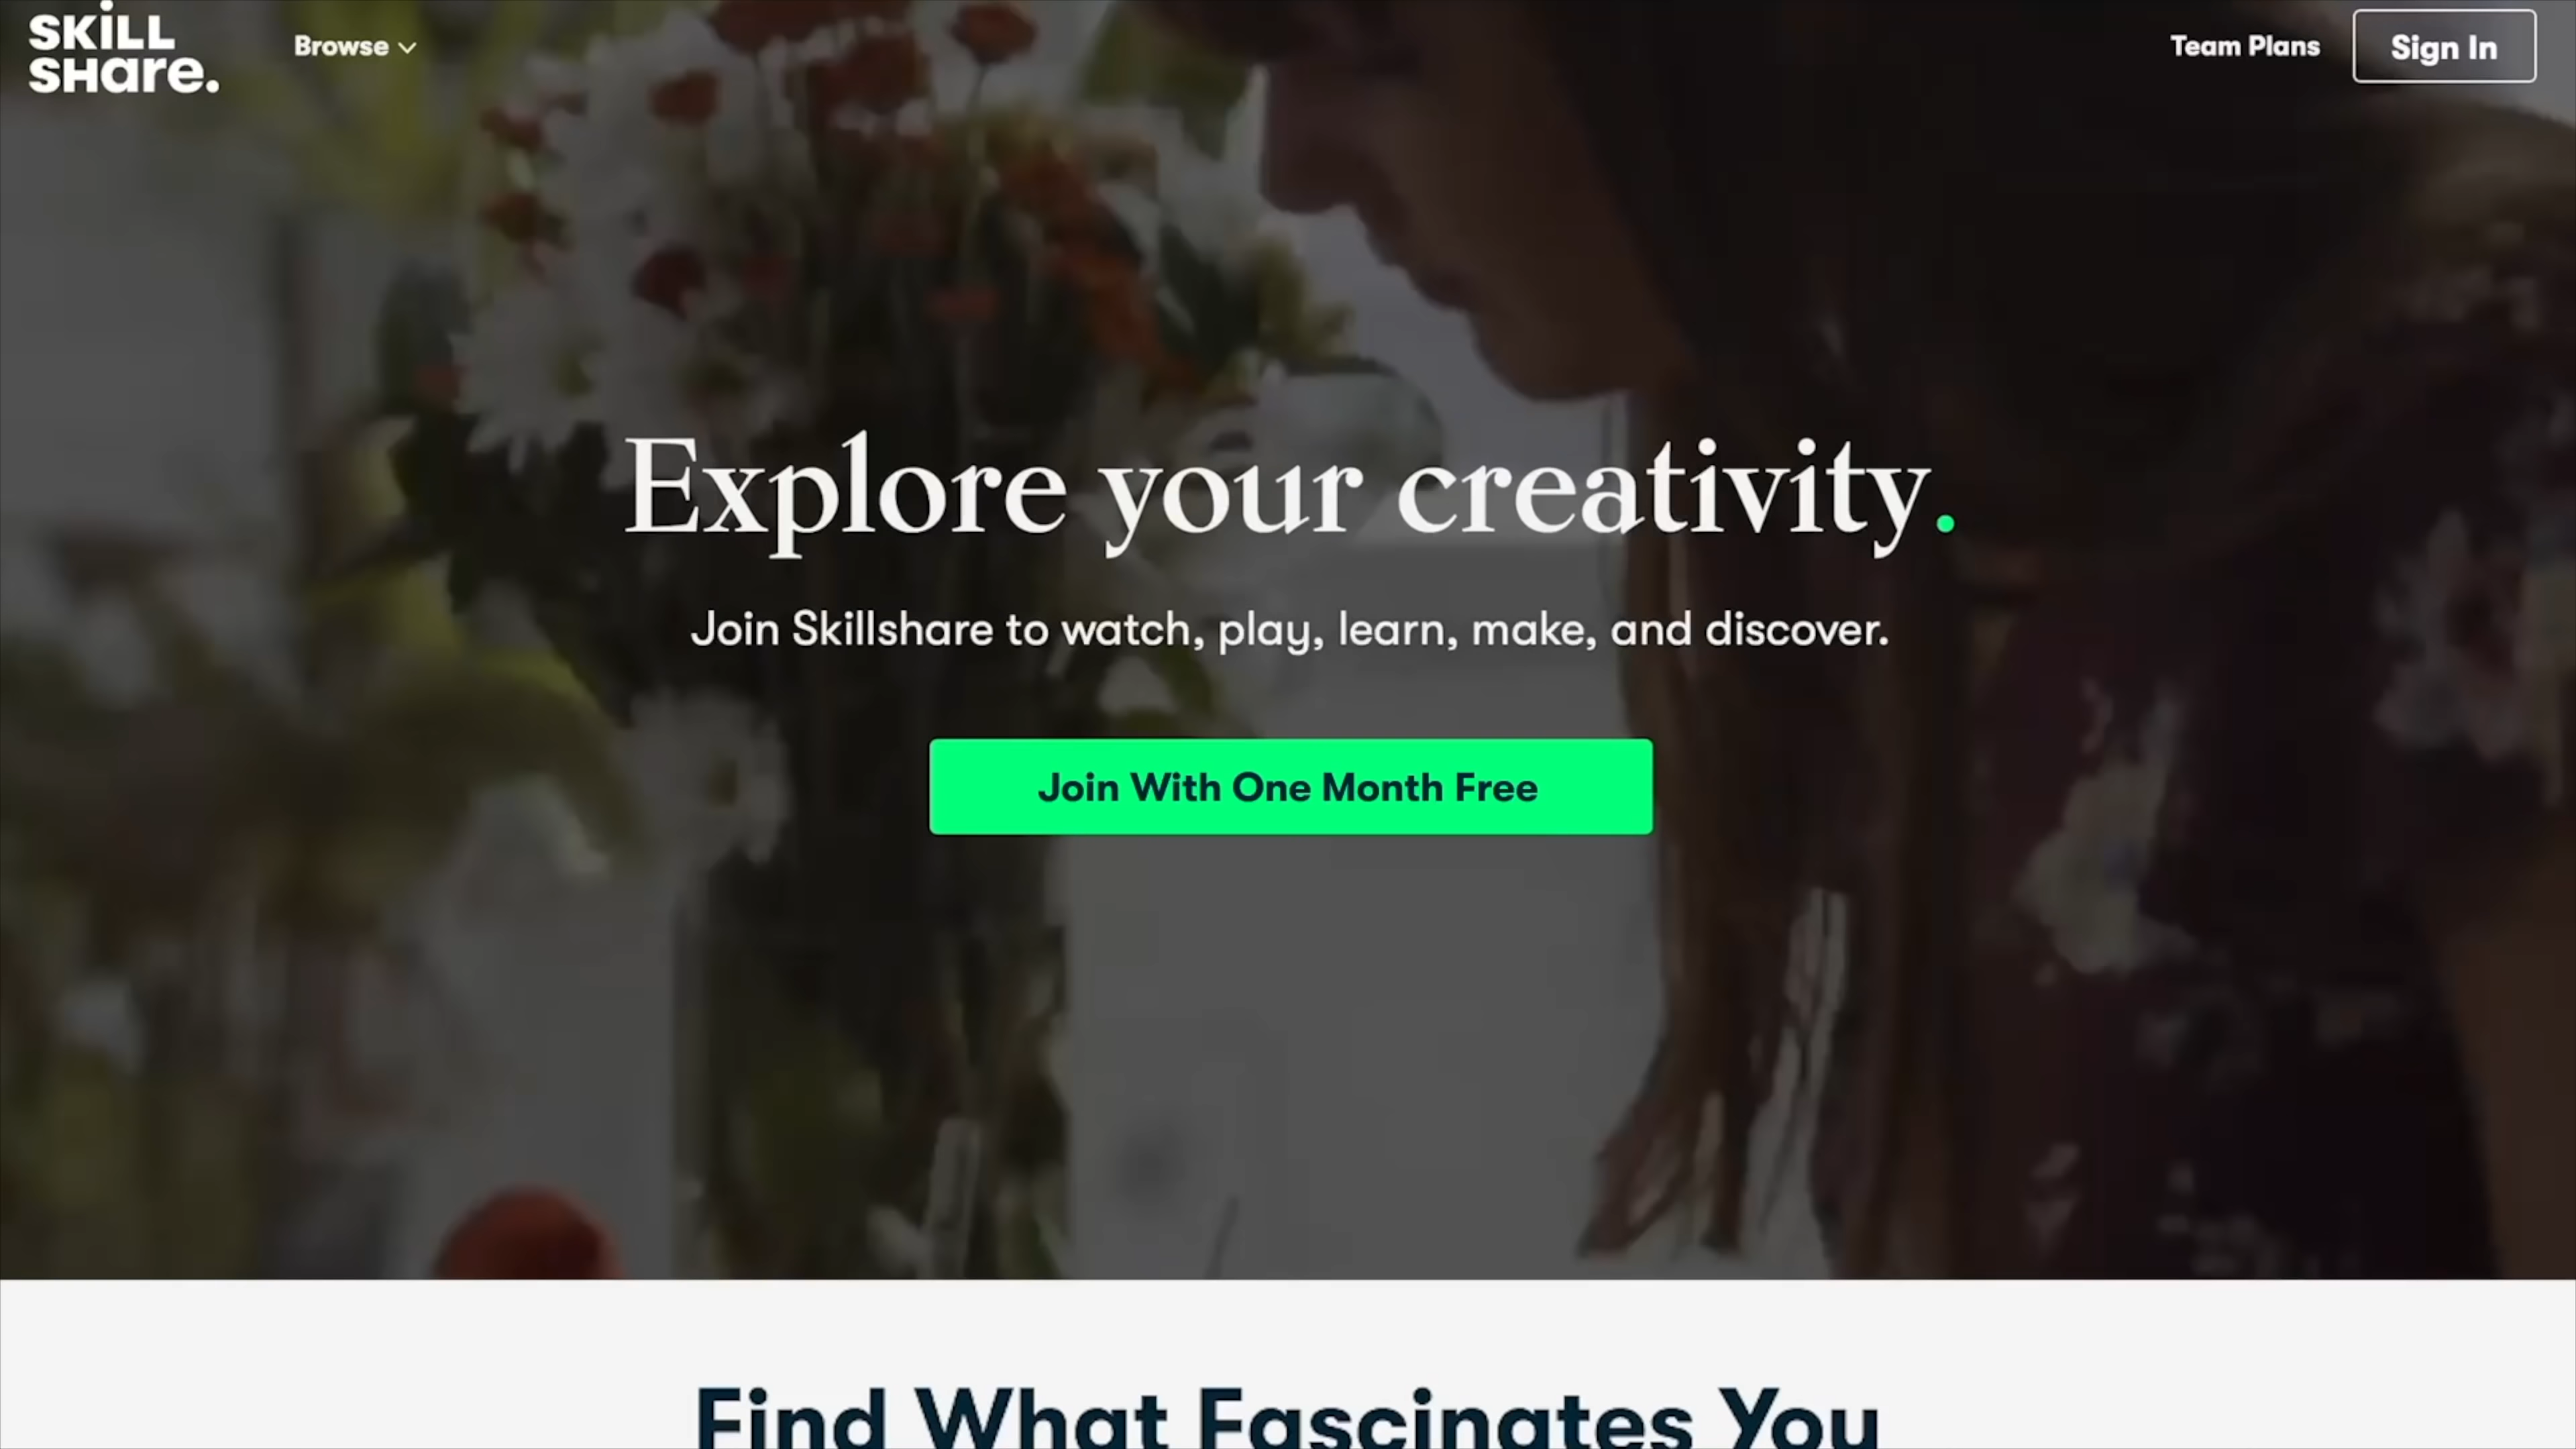 SKiLL
SHare.
Browse
Team Plans
Sign In
Explore your creativity.
Join Skillshare to watch, play, learn, make, and discover.
Join With One Month Free
Find What Fascinates You